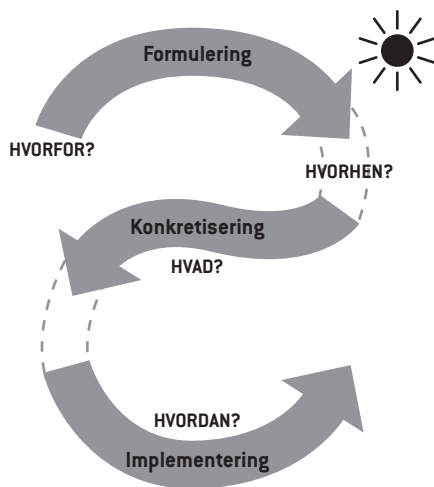 Formulering
HVORFOR?
HVORHEN?
Konkretisering
HVAD?
HVORDAN?
Implementering